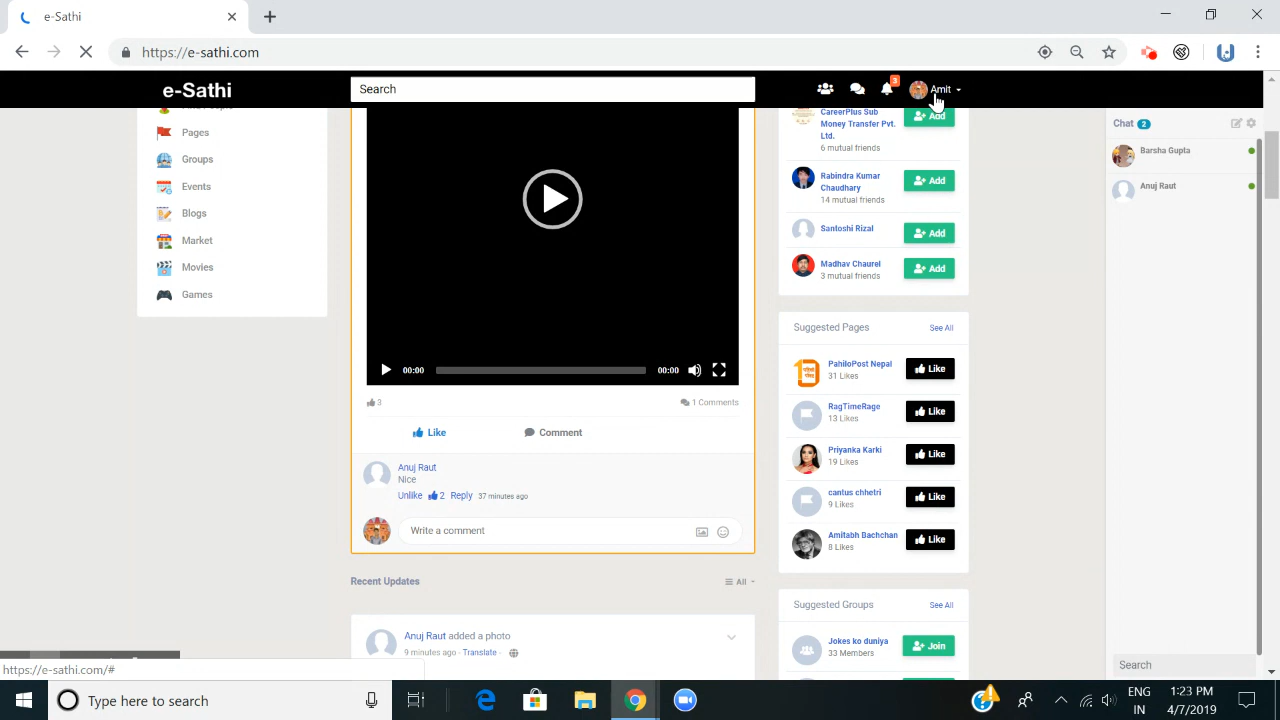 e-Sathi
https://e-sathi.com
e-Sathi
Search
3
Amit
Pages
Groups
Events
Blogs
Market
Movies
Games
00:00
00:00
3
1 Comments
Like
Comment
Anuj Raut
Nice
Unlike 2 Reply 37 minutes ago
Write a comment
Recent Updates
All
Anuj Raut added a photo
9 minutes ago · Translate ·
CareerPlus Sub
Money Transfer Pvt.
Ltd.
6 mutual friends
Add
Rabindra Kumar
Chaudhary
14 mutual friends
Add
Santoshi Rizal
Add
Madhav Chaurel
3 mutual friends
Add
Suggested Pages
See All
PahiloPost Nepal
31 Likes
Like
RagTimeRage
13 Likes
Like
Priyanka Karki
19 Likes
Like
cantus chhetri
9 Likes
Like
Amitabh Bachchan
8 Likes
Like
Suggested Groups
See All
Jokes ko duniya
33 Members
Join
Chat 2
Barsha Gupta
Anuj Raut
Search
https://e-sathi.com/#
Type here to search
ENG
IN
1:23 PM
4/7/2019